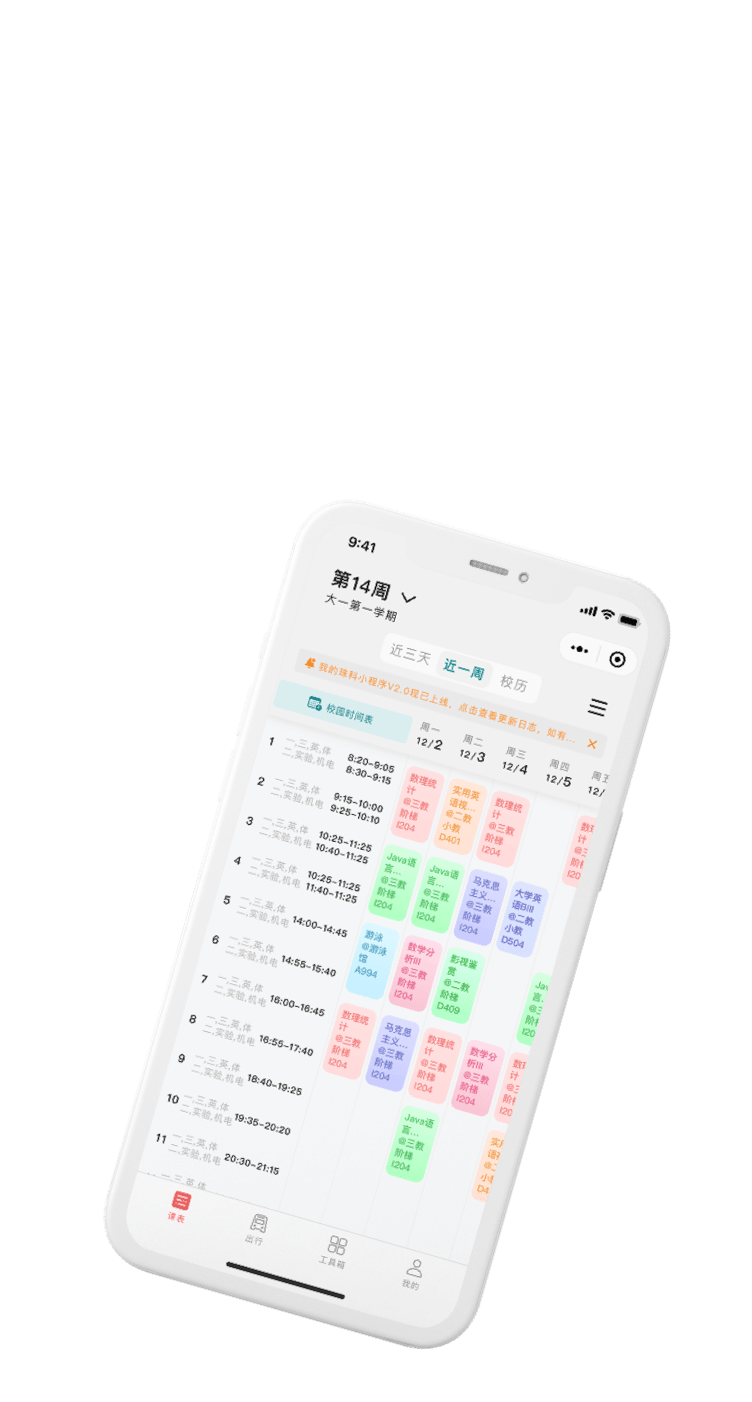 9:41
第14周
大一第一学期
近三天 近一周 校历
我的珠科小程序V2.0现已上线，点击查看更新日志，如有...
校园时间表
周一 12/2
周二 12/3
周三 12/4
周四 12/5
周五 12/
1 一,三,英,体 8:20-9:05
二,实验,机电 8:30-9:15
2 一,三,英,体 9:15-10:00
二,实验,机电 9:25-10:10
3 一,三,英,体 10:25-11:25
二,实验,机电 10:40-11:25
4 一,三,英,体 10:25-11:25
二,实验,机电 11:40-11:25
5 一,三,英,体
二,实验,机电 14:00-14:45
6 一,三,英,体
二,实验,机电 14:55-15:40
7 一,三,英,体
二,实验,机电 16:00-16:45
8 一,三,英,体
二,实验,机电 16:55-17:40
9 一,三,英,体
二,实验,机电 18:40-19:25
10 一,三,英,体
二,实验,机电 19:35-20:20
11 一,三,英,体
二,实验,机电 20:30-21:15
一,三,英,体
数理统
计
@三教
阶梯
I204
实用英
语视...
@二教
小教
D401
数理统
计
@三教
阶梯
I204
Java语
言...
@三教
阶梯
I204
Java语
言...
@三教
阶梯
I204
马克思
主义...
@三教
阶梯
I204
大学英
语BIII
@二教
小教
D504
游泳
@游泳
馆
A994
数学分
析III
@三教
阶梯
I204
影视鉴
赏
@二教
阶梯
D409
数理统
计
@三教
阶梯
I204
马克思
主义...
@三教
阶梯
I204
数理统
计
@三教
阶梯
I204
数学分
析III
@三教
阶梯
I204
Java语
言...
@三教
阶梯
I204
课表
出行
工具箱
我的